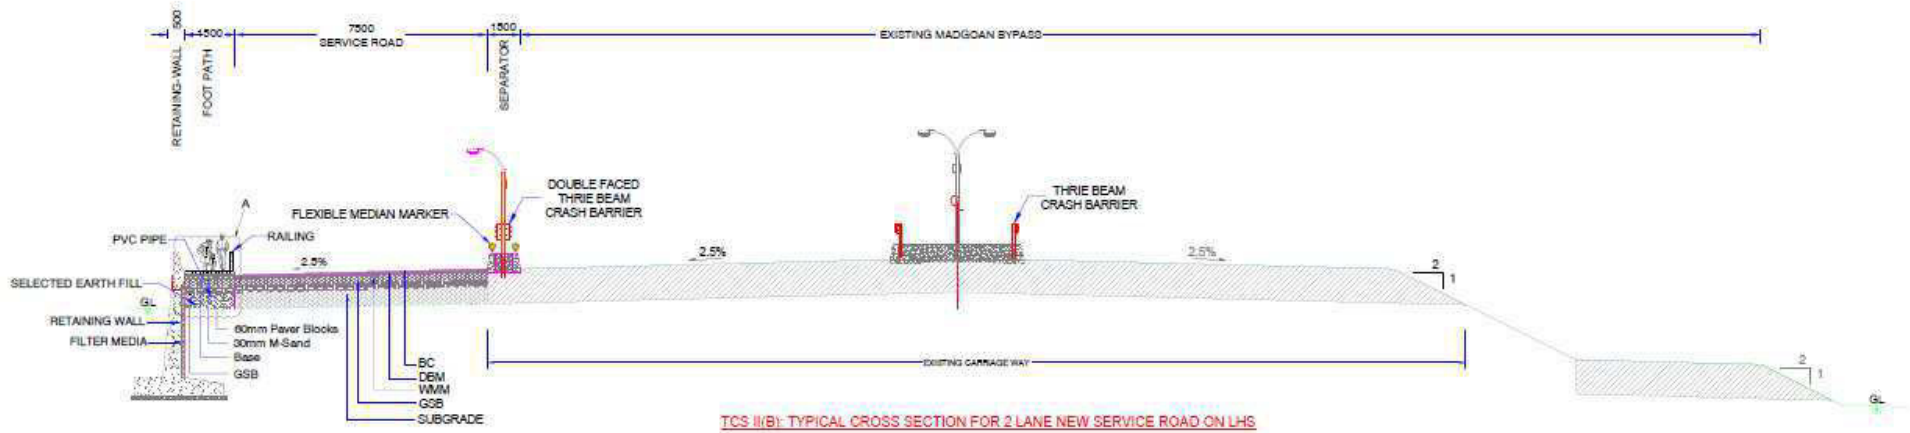 500
1500
7500
SERVICE ROAD
1500
EXISTING MADGOAN BYPASS
RETAINING-WALL
FOOT PATH
SEPARATOR
DOUBLE FACED
THRIE BEAM
CRASH BARRIER
THRIE BEAM
CRASH BARRIER
FLEXIBLE MEDIAN MARKER
A
RAILING
PVC PIPE
2.5%
2.5%
2.5%
2
1
SELECTED EARTH FILL
GL
RETAINING WALL
FILTER MEDIA
60mm Paver Blocks
30mm M-Sand
Base
GSB
BC
DBM
WMM
GSB
SUBGRADE
EXISTING CARRIAGE WAY
2
1
GL
TCS II(B): TYPICAL CROSS SECTION FOR 2 LANE NEW SERVICE ROAD ON LHS